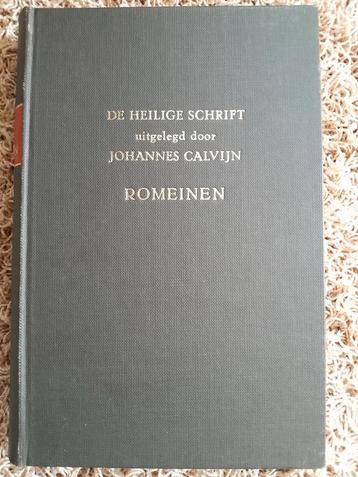 DE HEILIGE SCHRIFT
uitgelegd door
JOHANNES CALVIJN
ROMEINEN